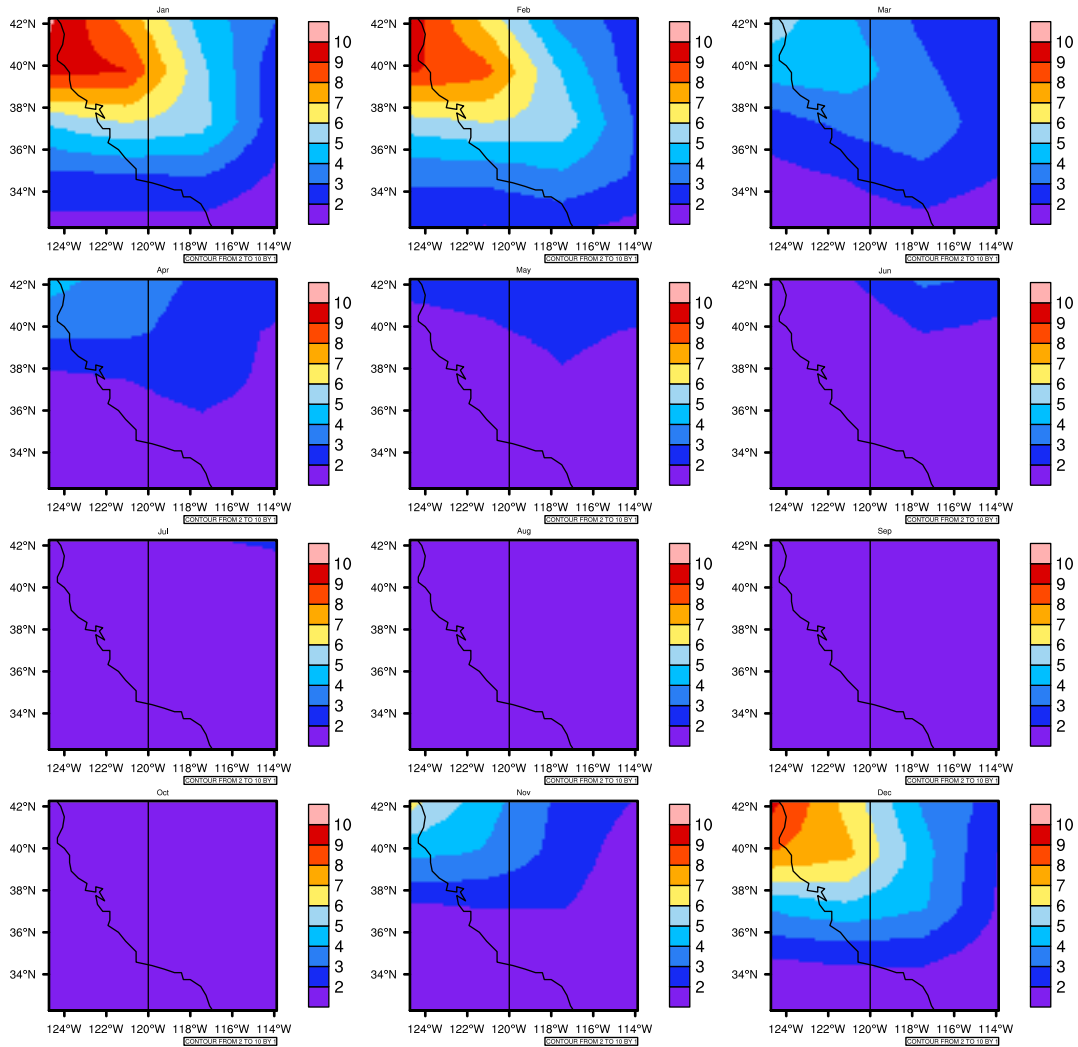 Jan Feb Mar
42°N 10 42°N 10 42°N 10
9 9 9
40°N 8 40°N 8 40°N 8
7 7 7
38°N 6 38°N 6 38°N 6
5 5 5
36°N 4 36°N 4 36°N 4
3 3 3
34°N 2 34°N 2 34°N 2
124°W 122°W 120°W 118°W 116°W 114°W 124°W 122°W 120°W 118°W 116°W 114°W 124°W 122°W 120°W 118°W 116°W 114°W
CONTOUR FROM 2 TO 10 BY 1 CONTOUR FROM 2 TO 10 BY 1 CONTOUR FROM 2 TO 10 BY 1
Apr May Jun
42°N 10 42°N 10 42°N 10
9 9 9
40°N 8 40°N 8 40°N 8
7 7 7
38°N 6 38°N 6 38°N 6
5 5 5
36°N 4 36°N 4 36°N 4
3 3 3
34°N 2 34°N 2 34°N 2
124°W 122°W 120°W 118°W 116°W 114°W 124°W 122°W 120°W 118°W 116°W 114°W 124°W 122°W 120°W 118°W 116°W 114°W
CONTOUR FROM 2 TO 10 BY 1 CONTOUR FROM 2 TO 10 BY 1 CONTOUR FROM 2 TO 10 BY 1
Jul Aug Sep
42°N 10 42°N 10 42°N 10
9 9 9
40°N 8 40°N 8 40°N 8
7 7 7
38°N 6 38°N 6 38°N 6
5 5 5
36°N 4 36°N 4 36°N 4
3 3 3
34°N 2 34°N 2 34°N 2
124°W 122°W 120°W 118°W 116°W 114°W 124°W 122°W 120°W 118°W 116°W 114°W 124°W 122°W 120°W 118°W 116°W 114°W
CONTOUR FROM 2 TO 10 BY 1 CONTOUR FROM 2 TO 10 BY 1 CONTOUR FROM 2 TO 10 BY 1
Oct Nov Dec
42°N 10 42°N 10 42°N 10
9 9 9
40°N 8 40°N 8 40°N 8
7 7 7
38°N 6 38°N 6 38°N 6
5 5 5
36°N 4 36°N 4 36°N 4
3 3 3
34°N 2 34°N 2 34°N 2
124°W 122°W 120°W 118°W 116°W 114°W 124°W 122°W 120°W 118°W 116°W 114°W 124°W 122°W 120°W 118°W 116°W 114°W
CONTOUR FROM 2 TO 10 BY 1 CONTOUR FROM 2 TO 10 BY 1 CONTOUR FROM 2 TO 10 BY 1